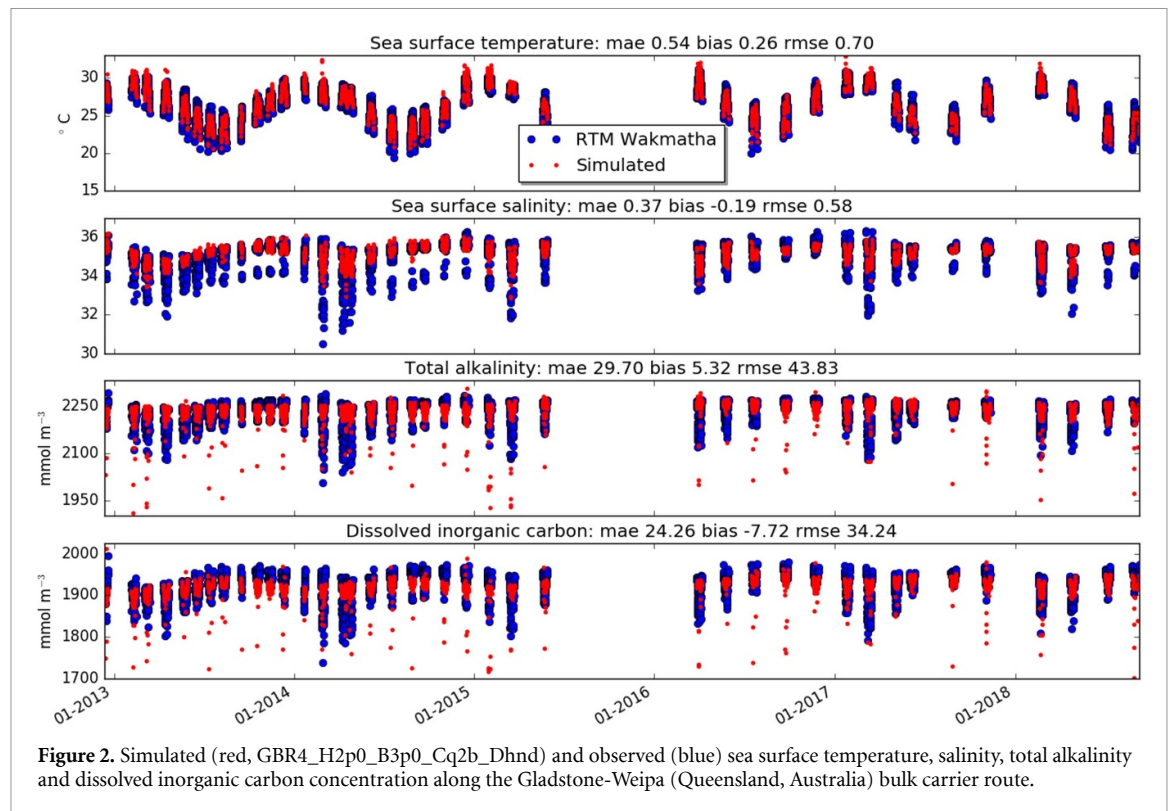 Sea surface temperature: mae 0.54 bias 0.26 rmse 0.70
30
25
20
15
° C
RTM Wakmatha
Simulated
Sea surface salinity: mae 0.37 bias -0.19 rmse 0.58
36
34
32
30
Total alkalinity: mae 29.70 bias 5.32 rmse 43.83
2250
2100
1950
mmol m⁻³
Dissolved inorganic carbon: mae 24.26 bias -7.72 rmse 34.24
2000
1900
1800
1700
mmol m⁻³
01-2013
01-2014
01-2015
01-2016
01-2017
01-2018
Figure 2. Simulated (red, GBR4_H2p0_B3p0_Cq2b_Dhnd) and observed (blue) sea surface temperature, salinity, total alkalinity
and dissolved inorganic carbon concentration along the Gladstone-Weipa (Queensland, Australia) bulk carrier route.